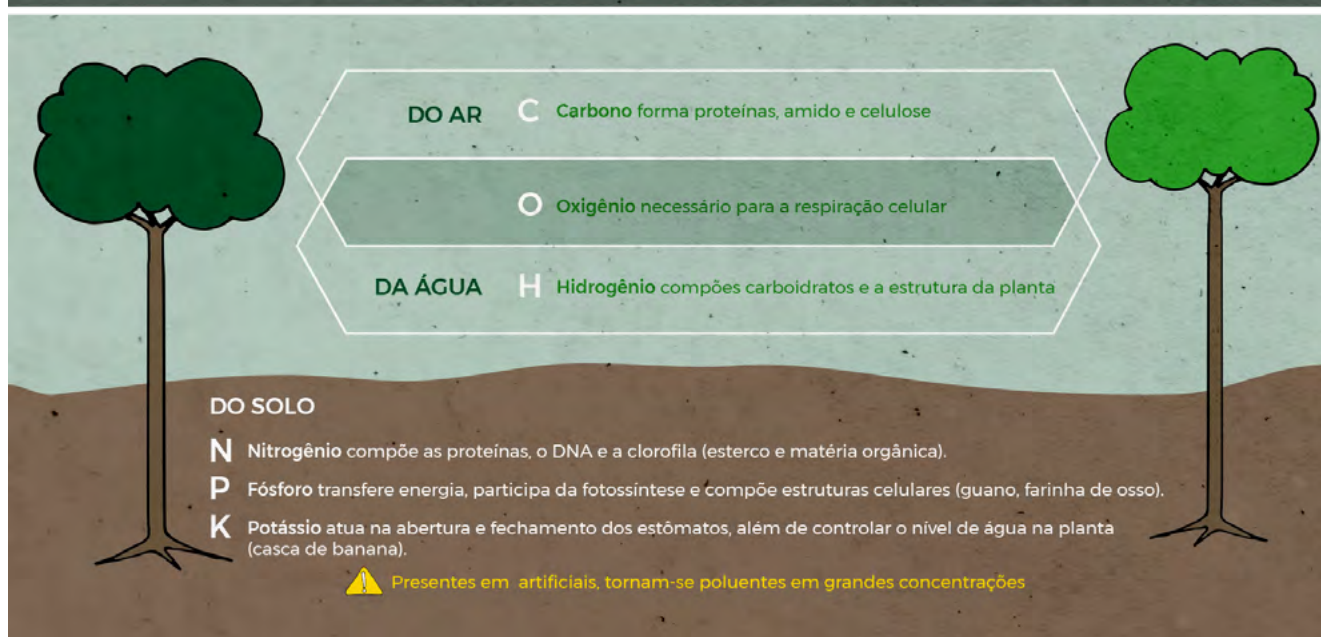 DO AR C Carbono forma proteínas, amido e celulose
O Oxigênio necessário para a respiração celular
DA ÁGUA H Hidrogênio compões carboidratos e a estrutura da planta
DO SOLO
N Nitrogênio compõe as proteínas, o DNA e a clorofila (esterco e matéria orgânica).
P Fósforo transfere energia, participa da fotossíntese e compõe estruturas celulares (guano, farinha de osso).
K Potássio atua na abertura e fechamento dos estômatos, além de controlar o nível de água na planta
(casca de banana).
Presentes em artificiais, tornam-se poluentes em grandes concentrações